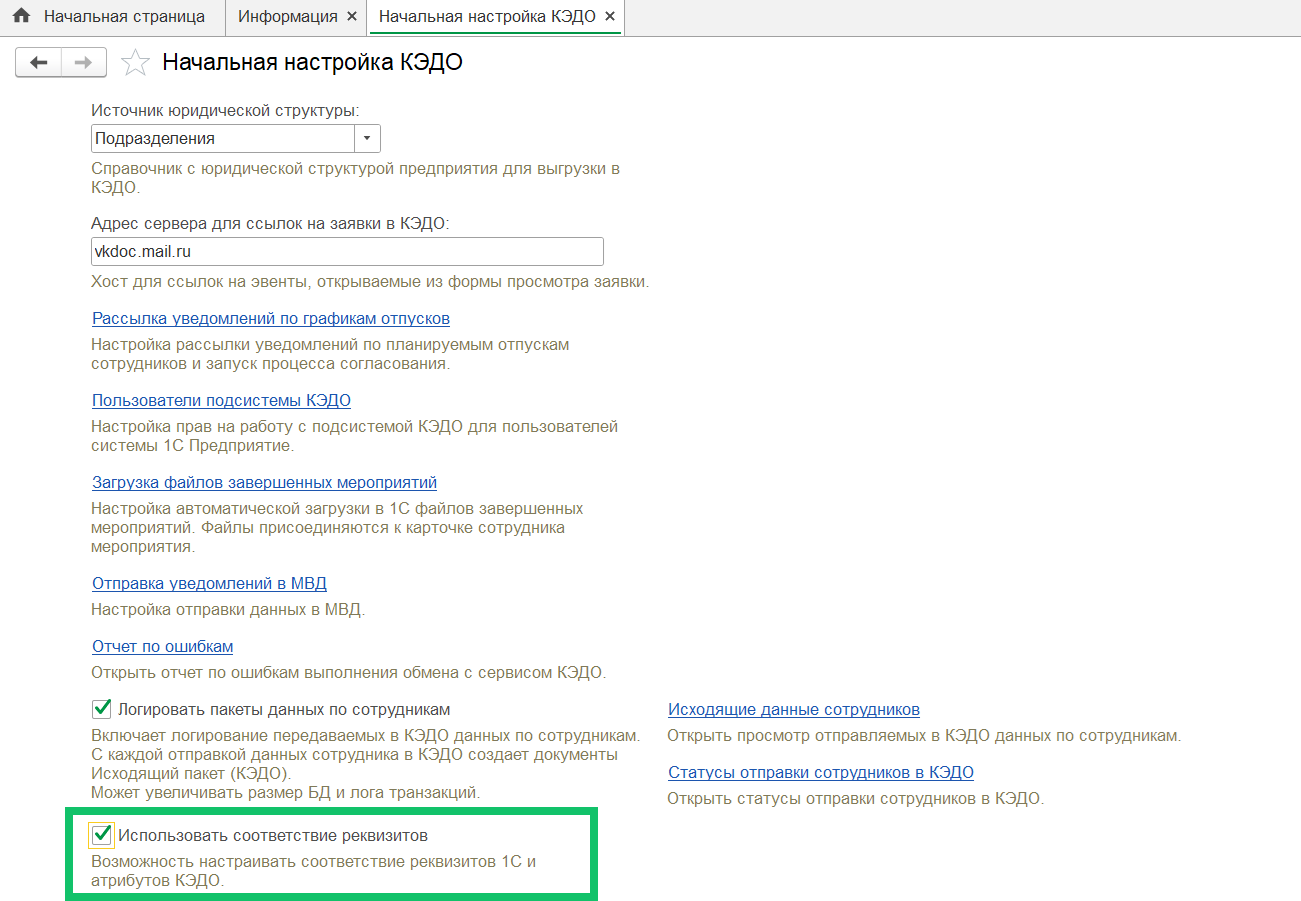 Начальная страница
Информация
Начальная настройка КЭДО
Начальная настройка КЭДО
Источник юридической структуры:
Подразделения
Справочник с юридической структурой предприятия для выгрузки в
КЭДО.
Адрес сервера для ссылок на заявки в КЭДО:
vkdoc.mail.ru
Хост для ссылок на эвенты, открываемые из формы просмотра заявки.
Рассылка уведомлений по графикам отпусков
Настройка рассылки уведомлений по планируемым отпускам
сотрудников и запуск процесса согласования.
Пользователи подсистемы КЭДО
Настройка прав на работу с подсистемой КЭДО для пользователей
системы 1С Предприятие.
Загрузка файлов завершенных мероприятий
Настройка автоматической загрузки в 1С файлов завершенных
мероприятий. Файлы присоединяются к карточке сотрудника
мероприятия.
Отправка уведомлений в МВД
Настройка отправки данных в МВД.
Отчет по ошибкам
Открыть отчет по ошибкам выполнения обмена с сервисом КЭДО.
Логировать пакеты данных по сотрудникам
Включает логирование передаваемых в КЭДО данных по сотрудникам.
С каждой отправкой данных сотрудника в КЭДО создает документы
Исходящий пакет (КЭДО).
Может увеличивать размер БД и лога транзакций.
Исходящие данные сотрудников
Открыть просмотр отправляемых в КЭДО данных по сотрудникам.
Статусы отправки сотрудников в КЭДО
Открыть статусы отправки сотрудников в КЭДО.
Использовать соответствие реквизитов
Возможность настраивать соответствие реквизитов 1С и
атрибутов КЭДО.